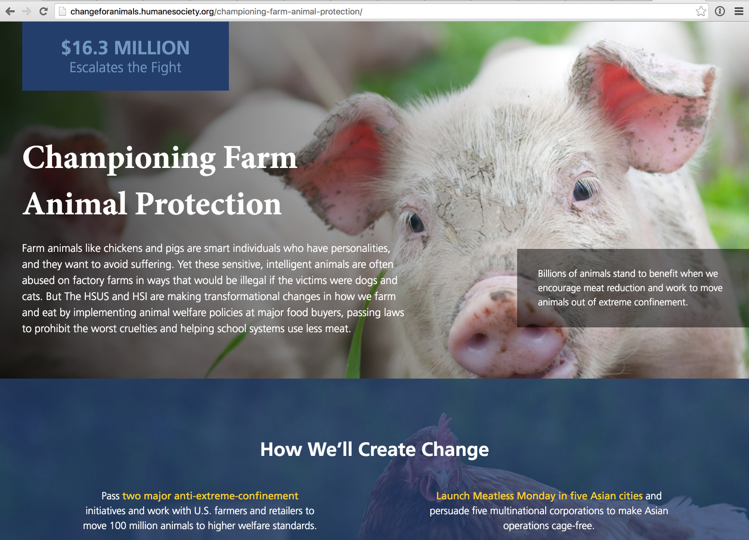 changeforanimals.humanesociety.org/championing-farm-animal-protection/
$16.3 MILLION
Escalates the Fight
Championing Farm
Animal Protection
Farm animals like chickens and pigs are smart individuals who have personalities,
and they want to avoid suffering. Yet these sensitive, intelligent animals are often
abused on factory farms in ways that would be illegal if the victims were dogs and
cats. But The HSUS and HSI are making transformational changes in how we farm
and eat by implementing animal welfare policies at major food buyers, passing laws
to prohibit the worst cruelties and helping school systems use less meat.
Billions of animals stand to benefit when we
encourage meat reduction and work to move
animals out of extreme confinement.
How We’ll Create Change
Pass two major anti-extreme-confinement
initiatives and work with U.S. farmers and retailers to
move 100 million animals to higher welfare standards.
Launch Meatless Monday in five Asian cities and
persuade five multinational corporations to make Asian
operations cage-free.